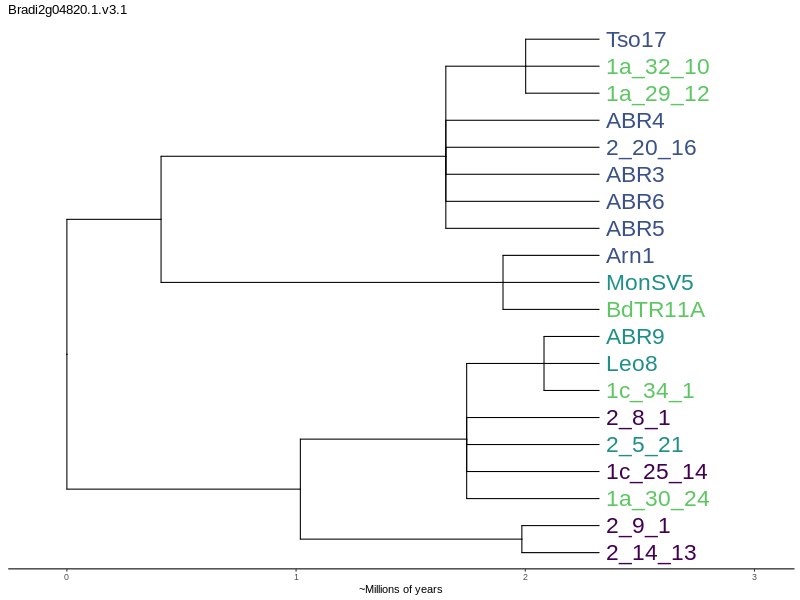 Bradi2g04820.1.v3.1
Tso17
1a_32_10
1a_29_12
ABR4
2_20_16
ABR3
ABR6
ABR5
Arn1
MonSV5
BdTR11A
ABR9
Leo8
1c_34_1
2_8_1
2_5_21
1c_25_14
1a_30_24
2_9_1
2_14_13
0 1 2 3
~Millions of years